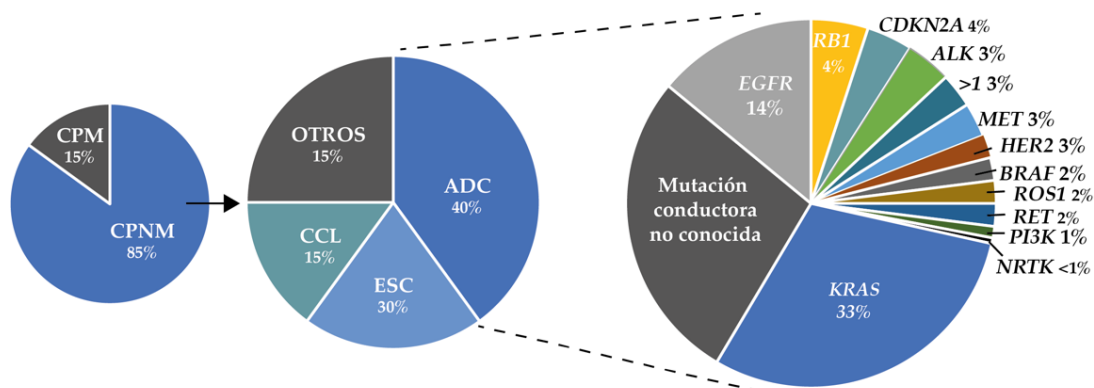 CPM
15%
CPNM
85%
OTROS
15%
ADC
40%
CCL
15%
ESC
30%
EGFR
14%
RB1
4%
CDKN2A 4%
ALK 3%
>1 3%
MET 3%
HER2 3%
BRAF 2%
ROS1 2%
RET 2%
PI3K 1%
NRTK <1%
Mutación
conductora
no conocida
KRAS
33%